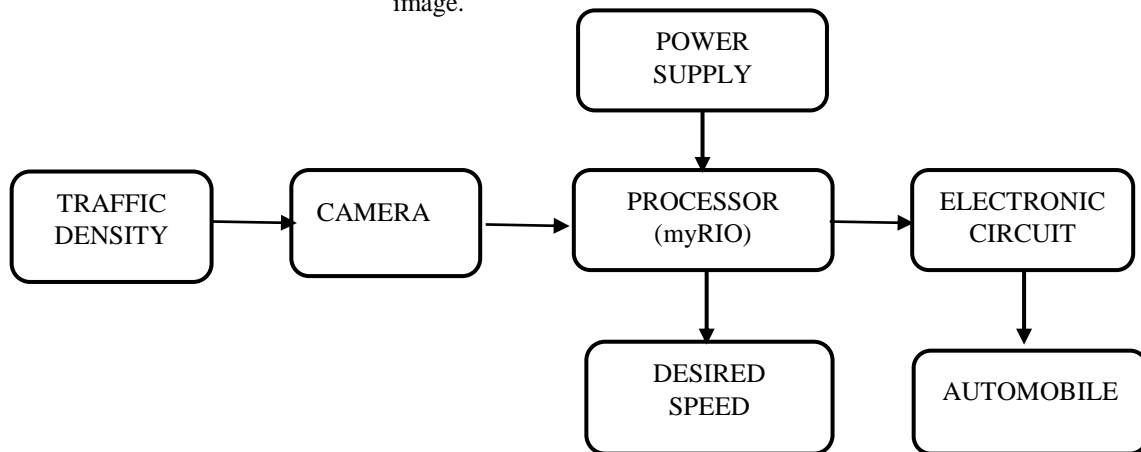 image.
POWER
SUPPLY
TRAFFIC
DENSITY
CAMERA
PROCESSOR
(myRIO)
ELECTRONIC
CIRCUIT
DESIRED
SPEED
AUTOMOBILE